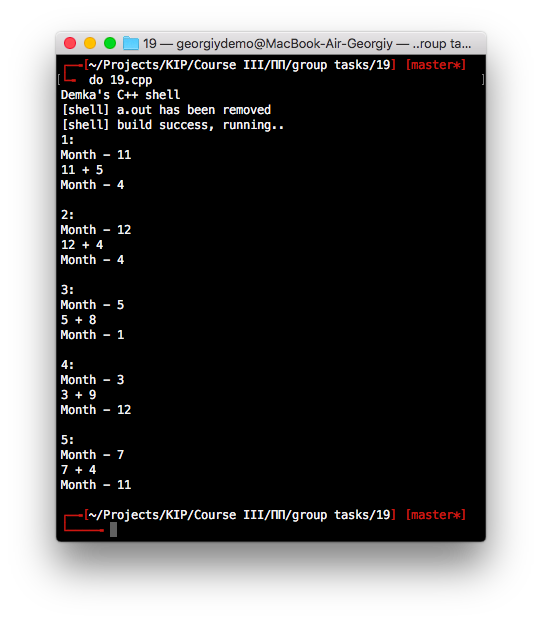 19 — georgiydemo@MacBook-Air-Georgiy — ..roup ta...
[~/Projects/KIP/Course III/ПП/group tasks/19] [master*]
do 19.cpp
Demka's C++ shell
[shell] a.out has been removed
[shell] build success, running..
1:
Month - 11
11 + 5
Month - 4
2:
Month - 12
12 + 4
Month - 4
3:
Month - 5
5 + 8
Month - 1
4:
Month - 3
3 + 9
Month - 12
5:
Month - 7
7 + 4
Month - 11
[~/Projects/KIP/Course III/ПП/group tasks/19] [master*]